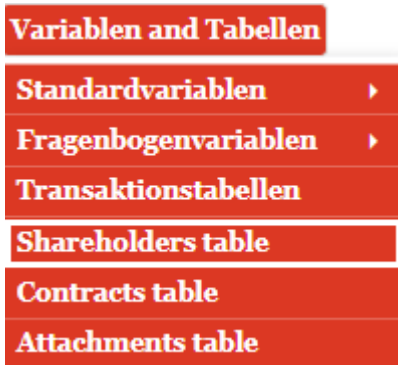 Variablen and Tabellen
Standardvariablen
Fragenbogenvariablen
Transaktionstabellen
Shareholders table
Contracts table
Attachments table